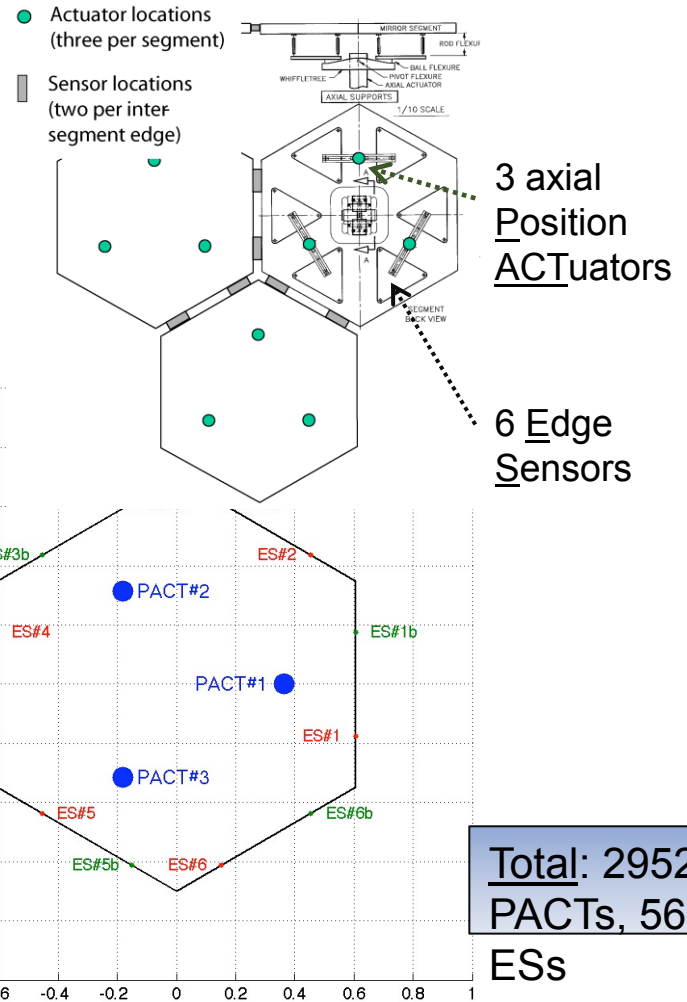 Actuator locations
(three per segment)
Sensor locations
(two per inter-
segment edge)
MIRROR SEGMENT
ROD FLEXU
BALL FLEXURE
WHIFFLETREE
PIVOT FLEXURE
AXIAL ACTUATOR
AXIAL SUPPORTS
1/10 SCALE
A
A
SEGMENT
BACK VIEW
3 axial
Position
ACTuators
6 Edge
Sensors
S#3b
ES#2
PACT#2
ES#4
ES#1b
PACT#1
ES#1
PACT#3
ES#5
ES#6b
ES#5b
ES#6
Total: 2952
PACTs, 56
ESs
6 -0.4 -0.2 0 0.2 0.4 0.6 0.8 1